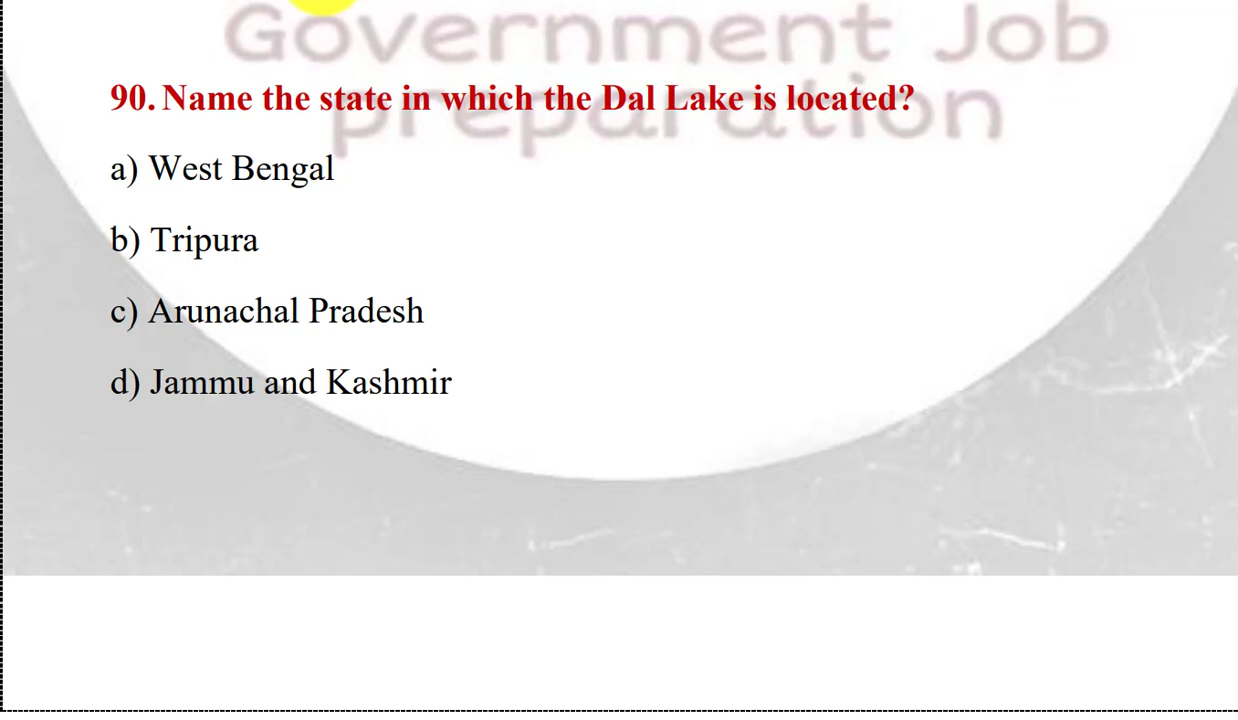 Government Job
preparation
90. Name the state in which the Dal Lake is located?
a) West Bengal
b) Tripura
c) Arunachal Pradesh
d) Jammu and Kashmir